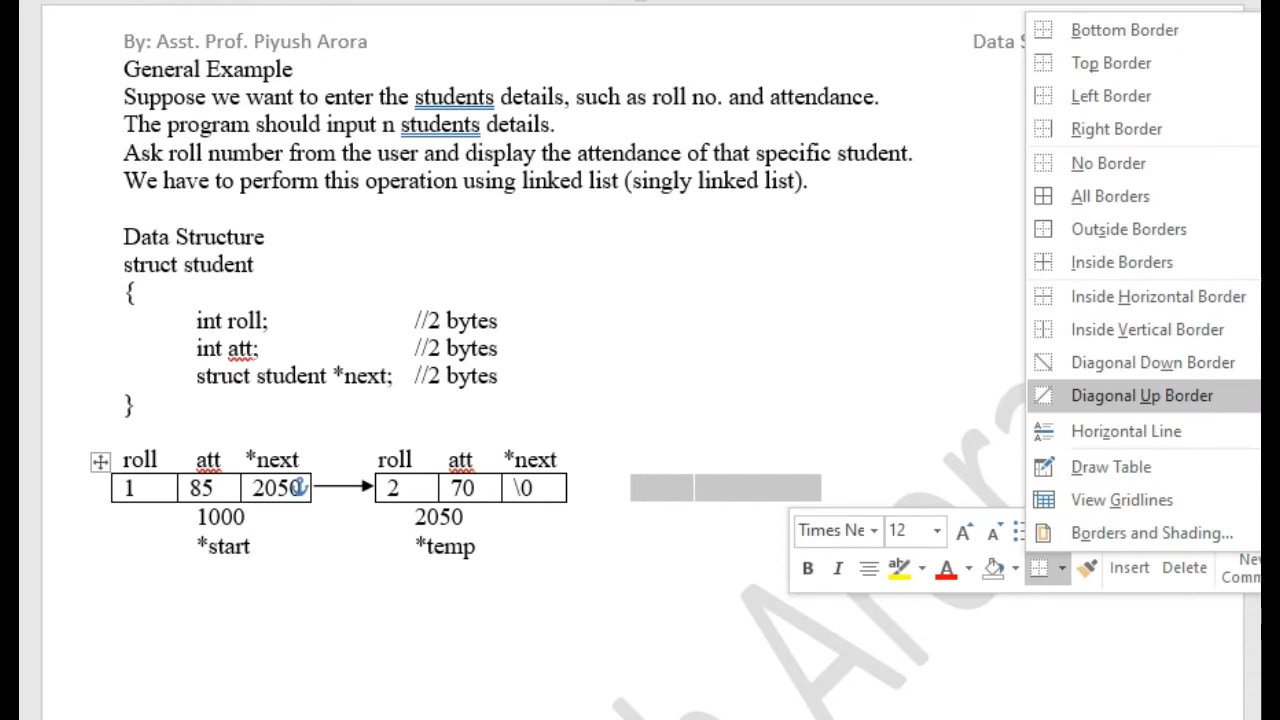 By: Asst. Prof. Piyush Arora
Data S
General Example
Suppose we want to enter the students details, such as roll no. and attendance.
The program should input n students details.
Ask roll number from the user and display the attendance of that specific student.
We have to perform this operation using linked list (singly linked list).
Data Structure
struct student
{
int roll; //2 bytes
int att; //2 bytes
struct student *next; //2 bytes
}
roll att *next roll att *next
1 85 2050 2 70 \0
1000 2050
*start *temp
Bottom Border
Top Border
Left Border
Right Border
No Border
All Borders
Outside Borders
Inside Borders
Inside Horizontal Border
Inside Vertical Border
Diagonal Down Border
Diagonal Up Border
Horizontal Line
Draw Table
View Gridlines
Borders and Shading...
Times Ne 12 A A
B I ab A Insert Delete
New
Comm
Arora